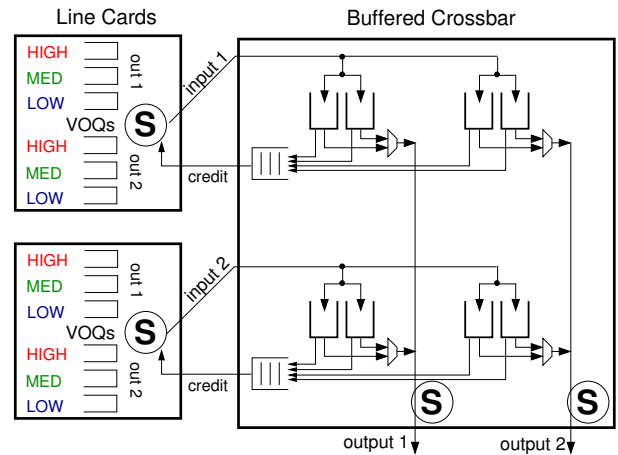 Line Cards
Buffered Crossbar
HIGH
MED
LOW
out 1
VOQs
S
HIGH
MED
LOW
out 2
input 1
credit
HIGH
MED
LOW
out 1
VOQs
S
HIGH
MED
LOW
out 2
input 2
credit
S
S
output 1
output 2